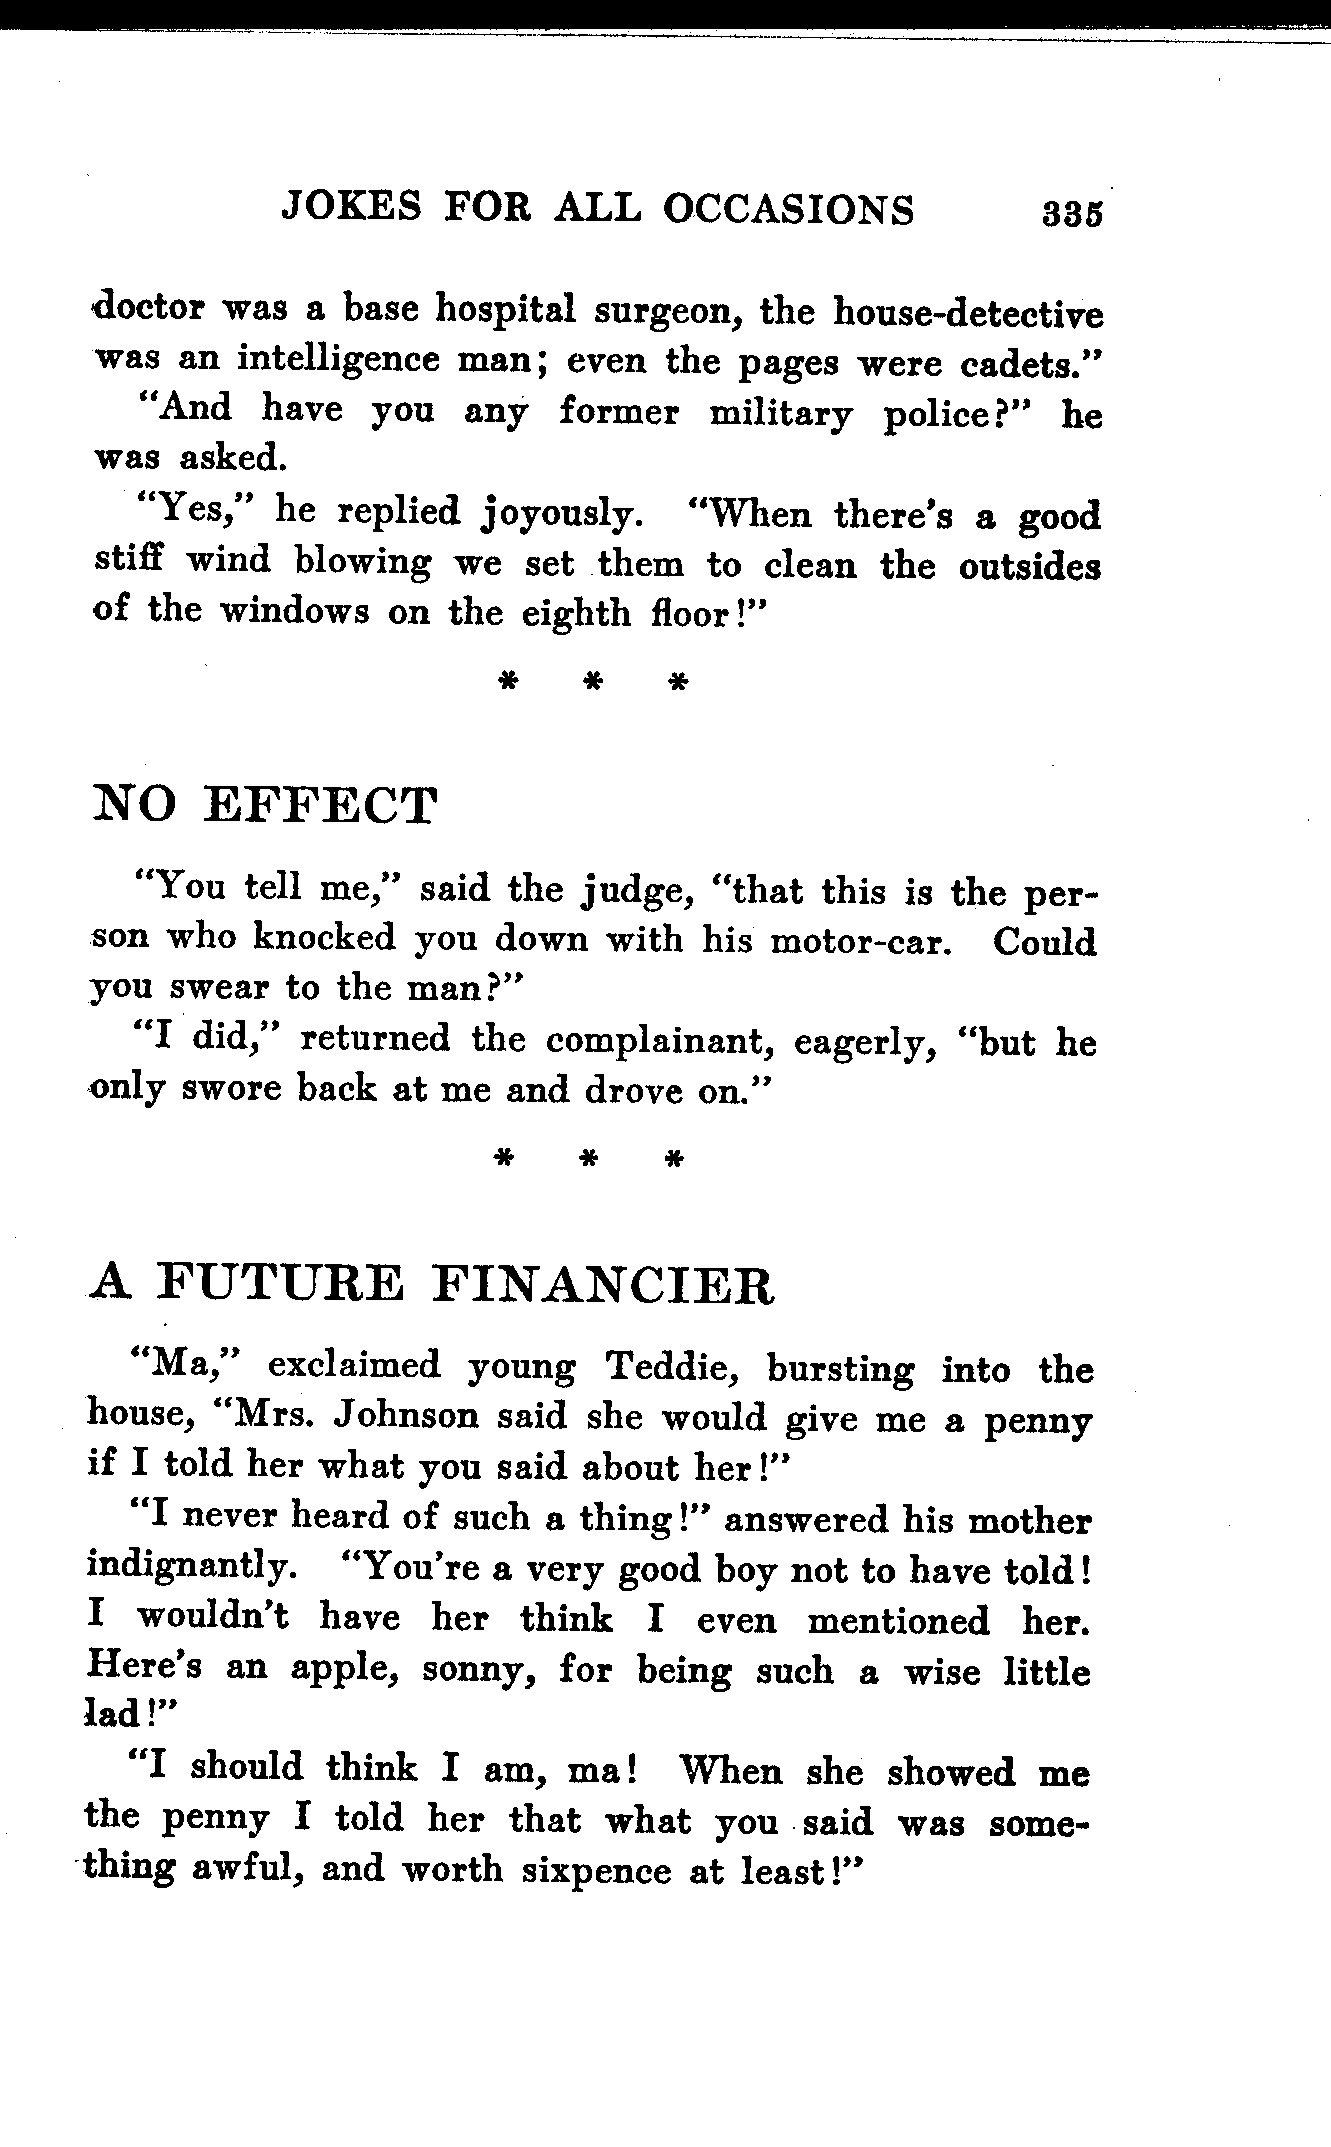 JOKES FOR ALL OCCASIONS 335
doctor was a base hospital surgeon, the house-detective
was an intelligence man; even the pages were cadets."
"And have you any former military police?" he
was asked.
"Yes," he replied joyously. "When there's a good
stiff wind blowing we set them to clean the outsides
of the windows on the eighth floor!"
* * *
NO EFFECT
"You tell me," said the judge, "that this is the per-
son who knocked you down with his motor-car. Could
you swear to the man?"
"I did," returned the complainant, eagerly, "but he
only swore back at me and drove on."
* * *
A FUTURE FINANCIER
"Ma," exclaimed young Teddie, bursting into the
house, "Mrs. Johnson said she would give me a penny
if I told her what you said about her!"
"I never heard of such a thing!" answered his mother
indignantly. "You're a very good boy not to have told!
I wouldn't have her think I even mentioned her.
Here's an apple, sonny, for being such a wise little
lad!"
"I should think I am, ma! When she showed me
the penny I told her that what you said was some-
thing awful, and worth sixpence at least!"